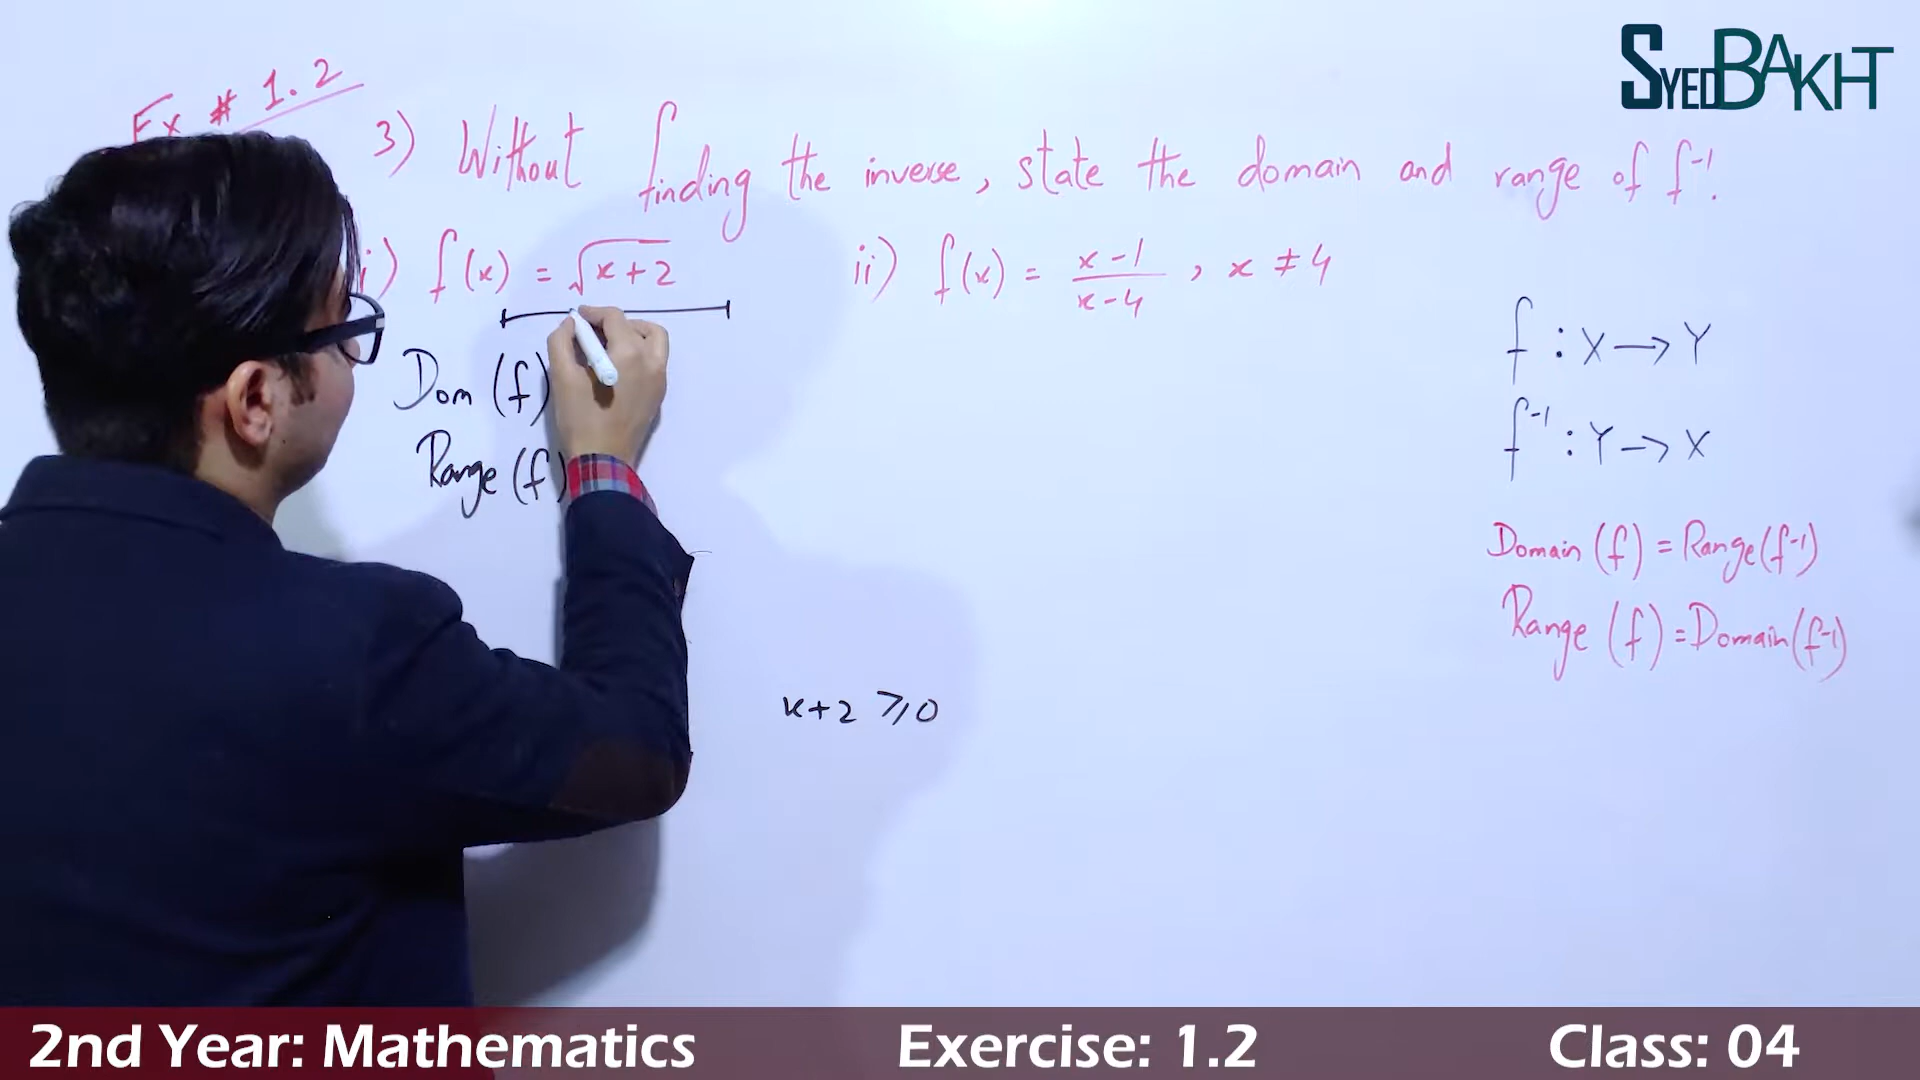 SYEDBAKHT
Ex # 1.2
3) Without finding the inverse, state the domain and range of f⁻¹.
i) f(x) = √x+2
ii) f(x) = x-1/x-4 , x ≠ 4
Dom (f)
Range (f)
x+2 ⩾ 0
f : X → Y
f⁻¹ : Y → X
Domain (f) = Range(f⁻¹)
Range (f) = Domain(f⁻¹)
2nd Year: Mathematics
Exercise: 1.2
Class: 04